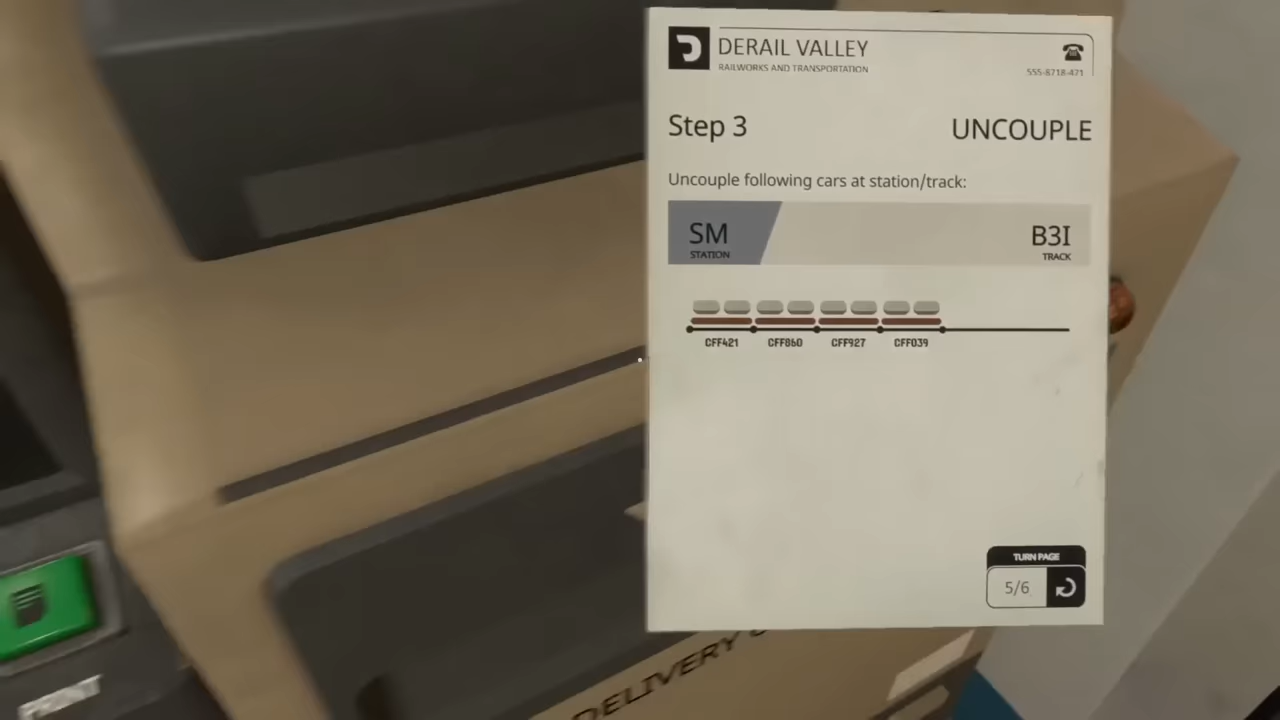 DERAIL VALLEY
RAILWORKS AND TRANSPORTATION
555-8718-471
Step 3
UNCOUPLE
Uncouple following cars at station/track:
SM
STATION
B3I
TRACK
CFF421
CFF860
CFF927
CFF039
TURN PAGE
5/6
DELIVERY